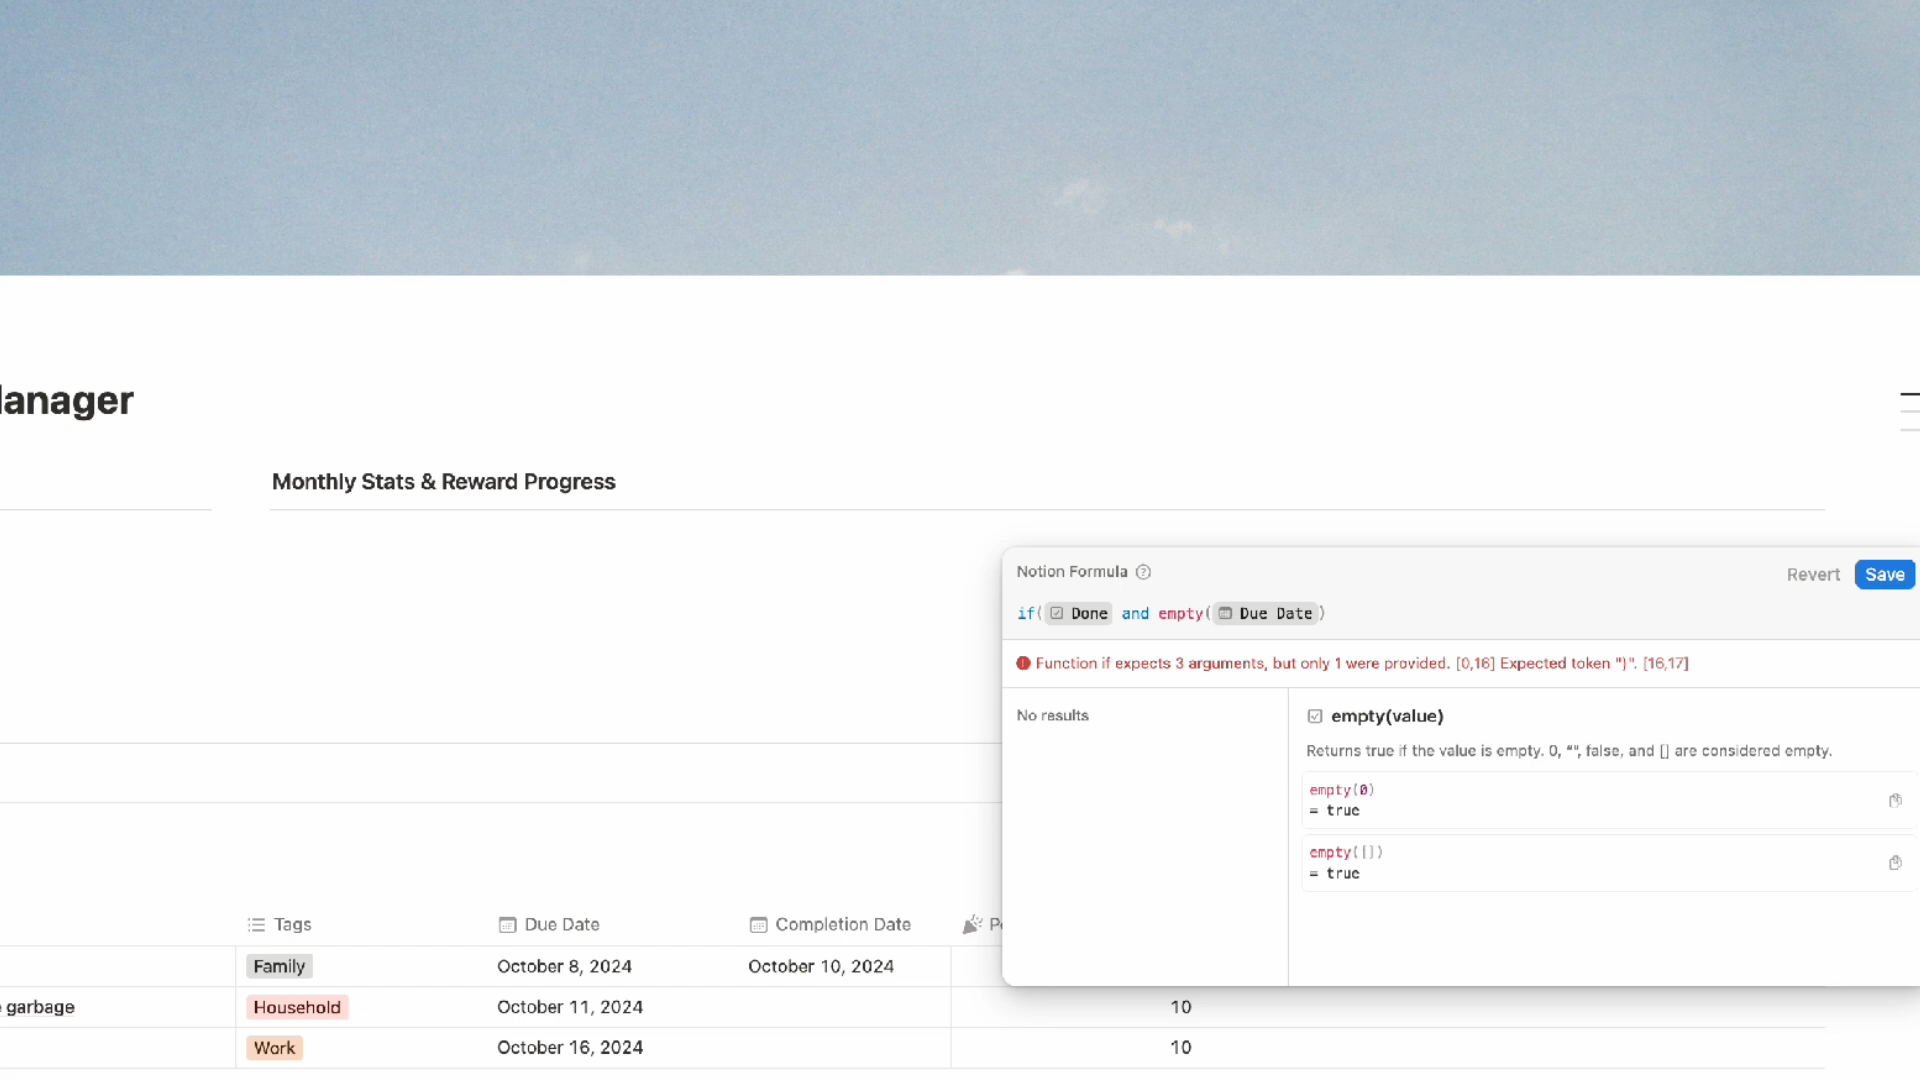 anager
Monthly Stats & Reward Progress
Notion Formula
Revert
Save
if( Done and empty( Due Date )
Function if expects 3 arguments, but only 1 were provided. [0,16] Expected token ")". [16,17]
No results
empty(value)
Returns true if the value is empty. 0, "", false, and [] are considered empty.
empty(0)
= true
empty([])
= true
Tags Due Date Completion Date P
Family October 8, 2024 October 10, 2024
garbage Household October 11, 2024 10
Work October 16, 2024 10